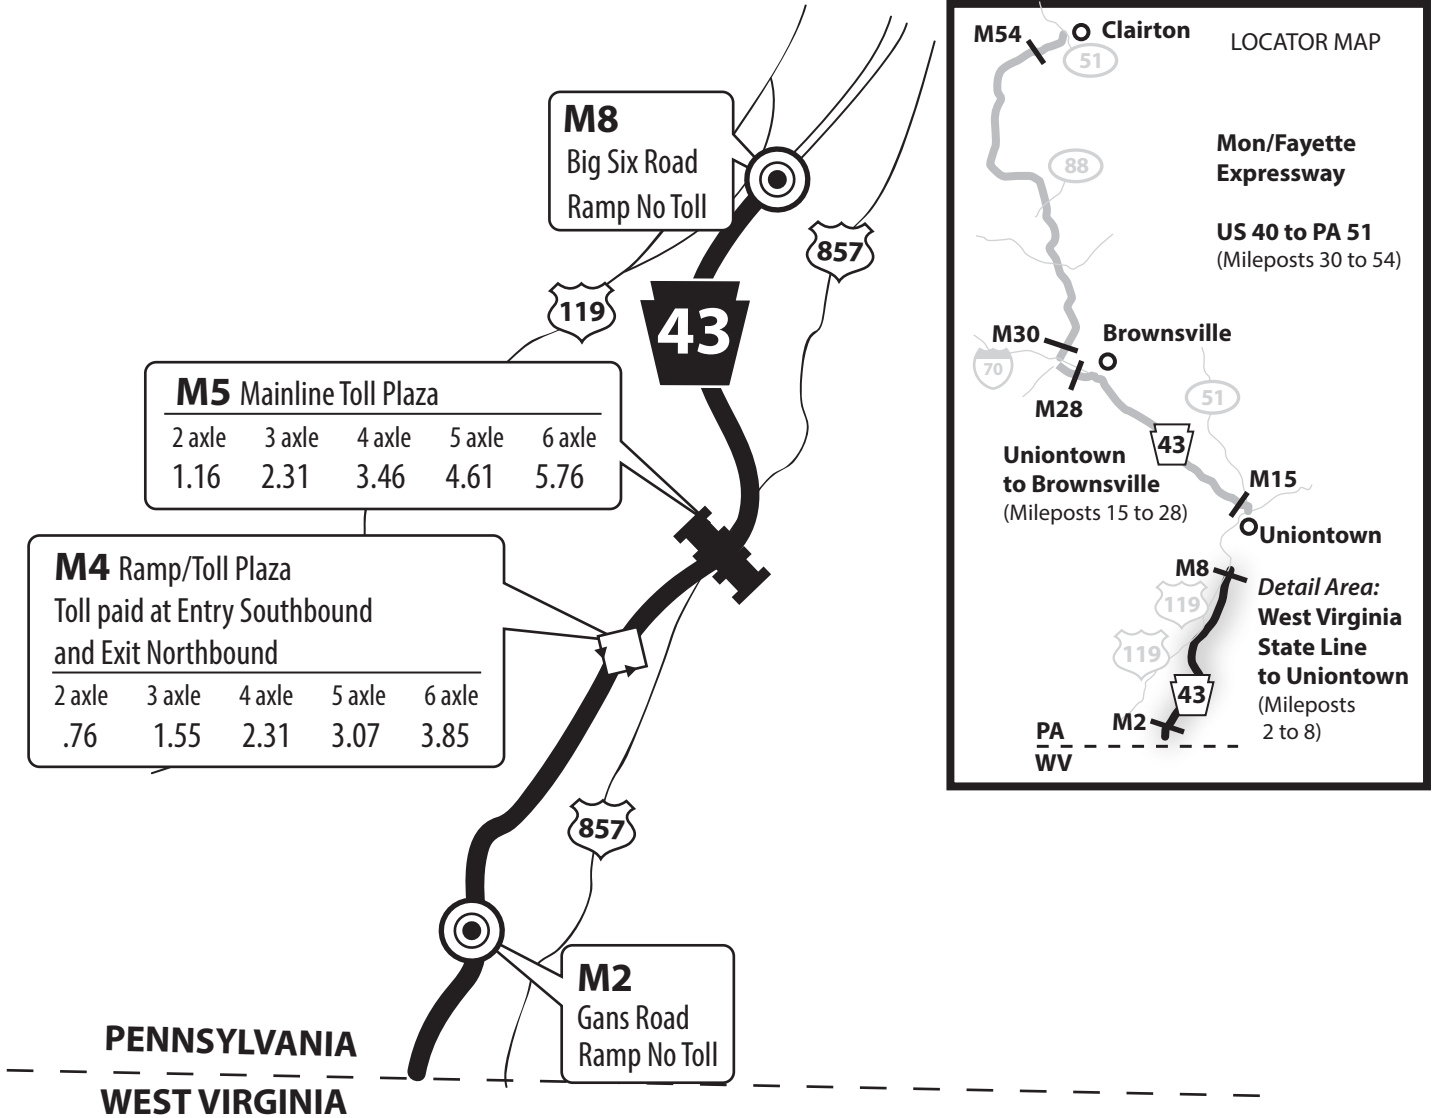 M8
Big Six Road
Ramp No Toll
857
119
43
M5 Mainline Toll Plaza
2 axle 3 axle 4 axle 5 axle 6 axle
1.16 2.31 3.46 4.61 5.76
M4 Ramp/Toll Plaza
Toll paid at Entry Southbound
and Exit Northbound
2 axle 3 axle 4 axle 5 axle 6 axle
.76 1.55 2.31 3.07 3.85
857
M2
Gans Road
Ramp No Toll
PENNSYLVANIA
WEST VIRGINIA
LOCATOR MAP
M54
Clairton
51
Mon/Fayette
Expressway
88
US 40 to PA 51
(Mileposts 30 to 54)
M30
Brownsville
70
M28
51
43
Uniontown
to Brownsville
(Mileposts 15 to 28)
M15
Uniontown
M8
119
119
Detail Area:
West Virginia
State Line
to Uniontown
(Mileposts
2 to 8)
43
M2
PA
WV